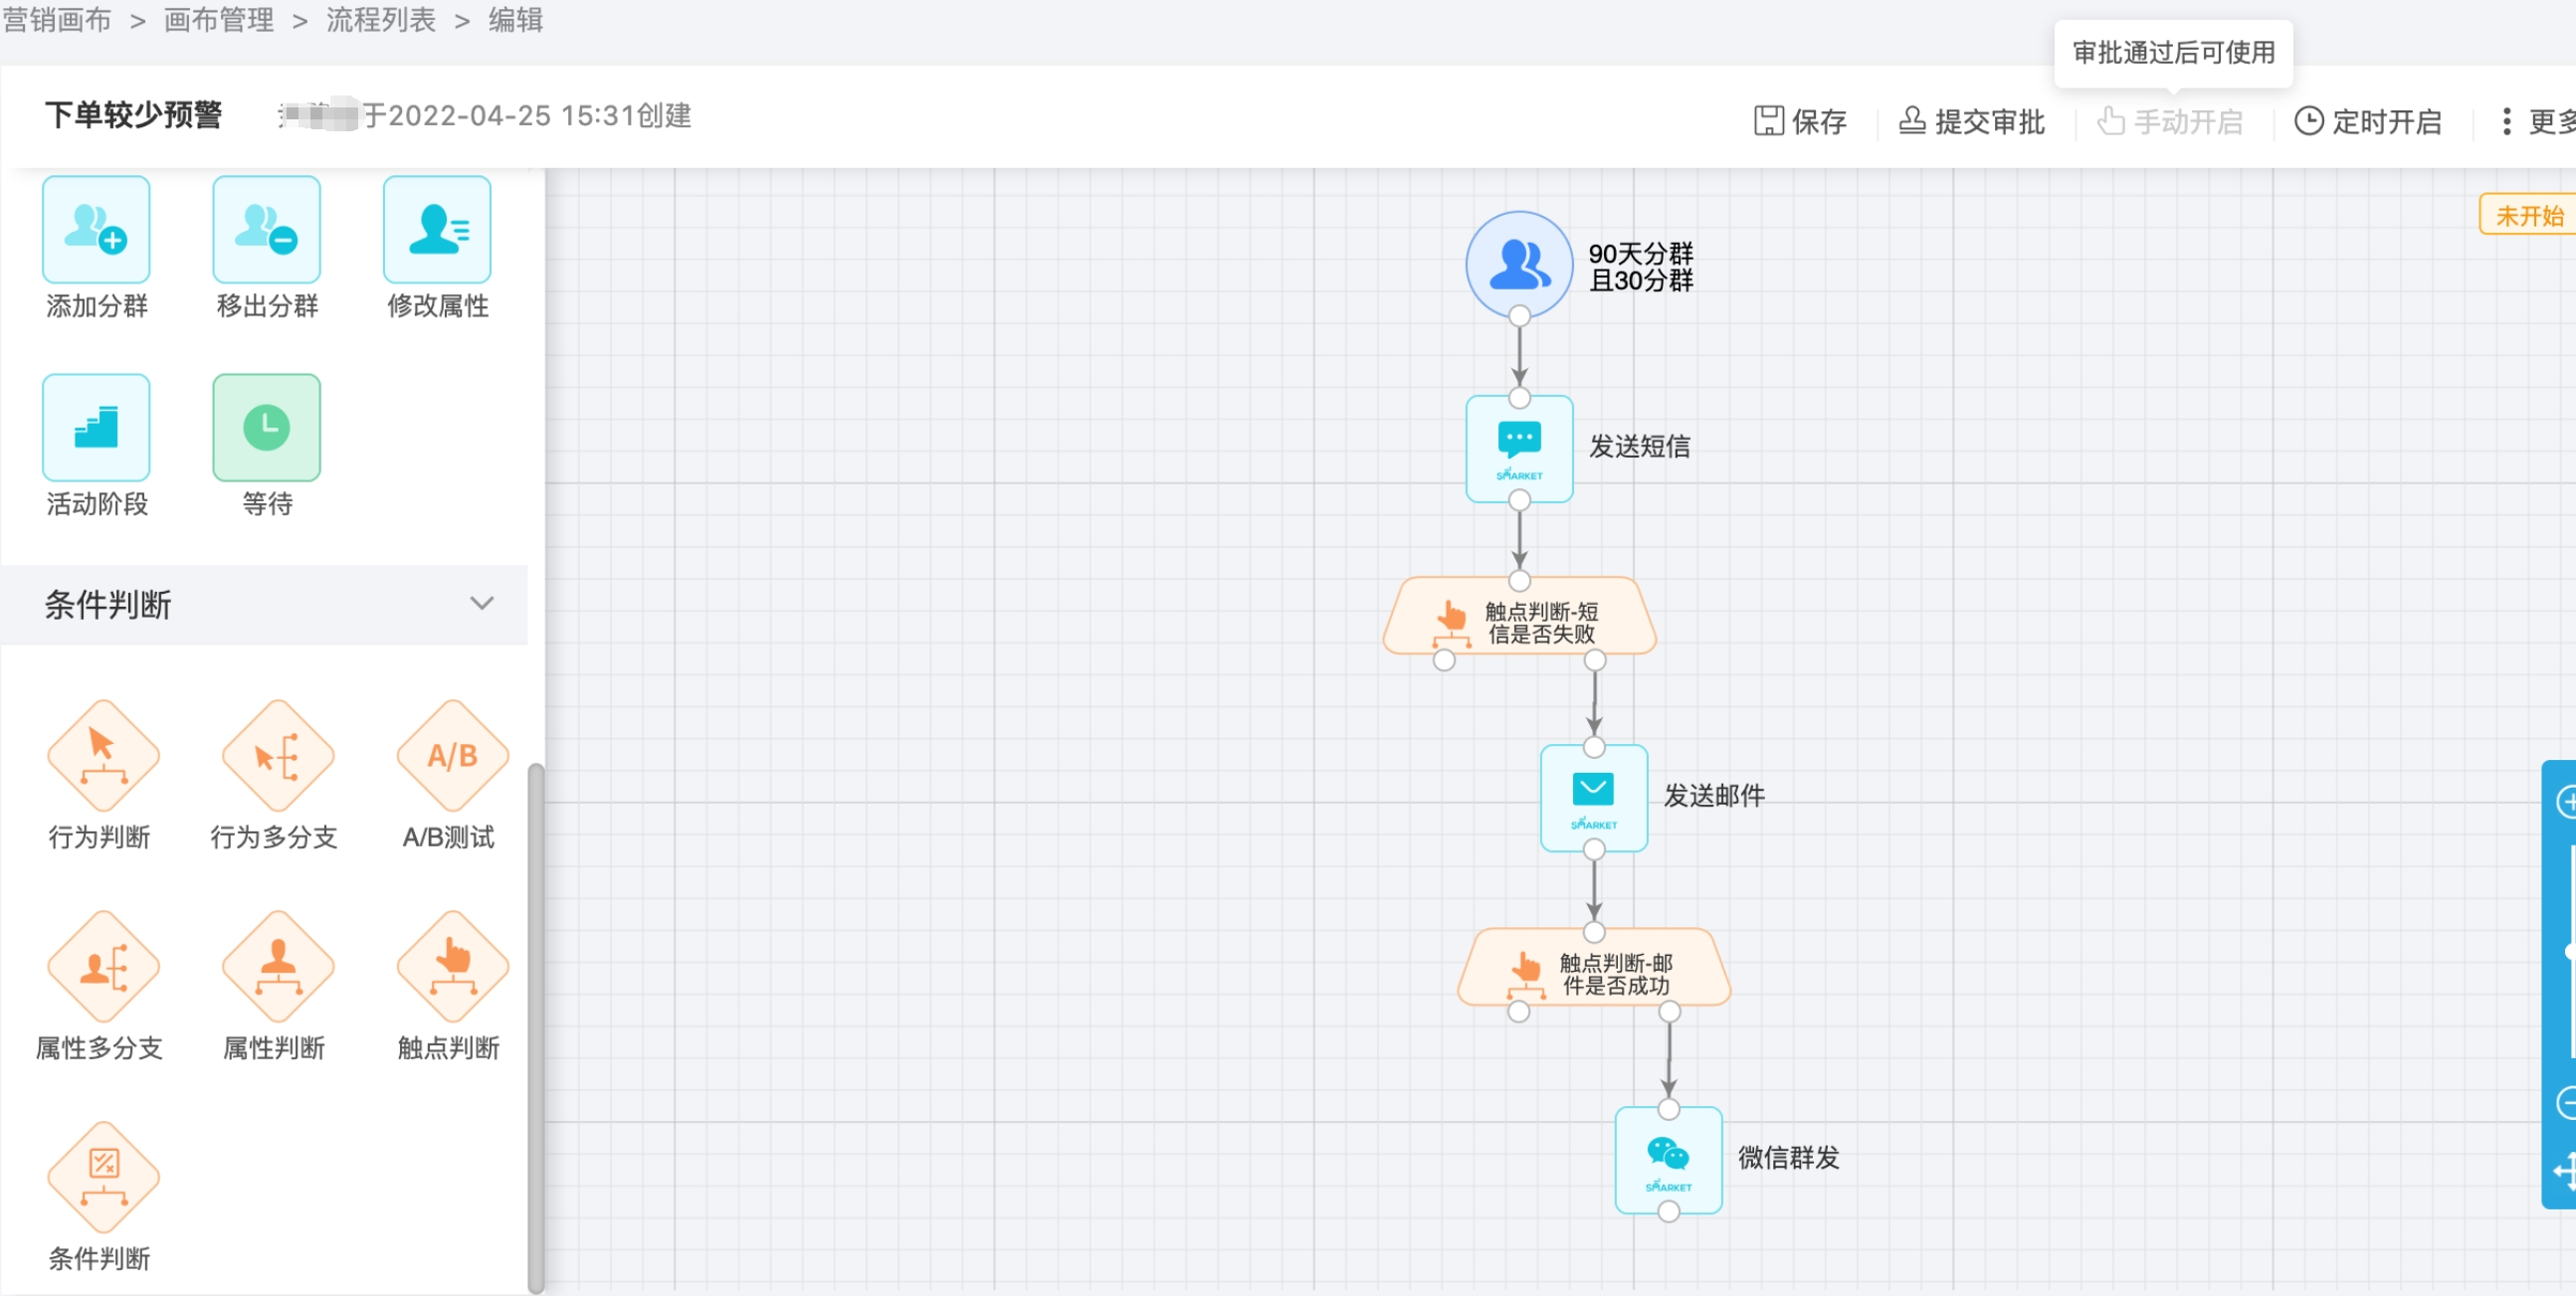 营销画布 > 画布管理 > 流程列表 > 编辑
审批通过后可使用
下单较少预警
于2022-04-25 15:31创建
保存
提交审批
手动开启
定时开启
更多
未开始
添加分群
移出分群
修改属性
活动阶段
等待
条件判断
行为判断
行为多分支
A/B
A/B测试
属性多分支
属性判断
触点判断
条件判断
90天分群
且30分群
发送短信
SMARKET
触点判断-短
信是否失败
发送邮件
SMARKET
触点判断-邮
件是否成功
微信群发
SMARKET